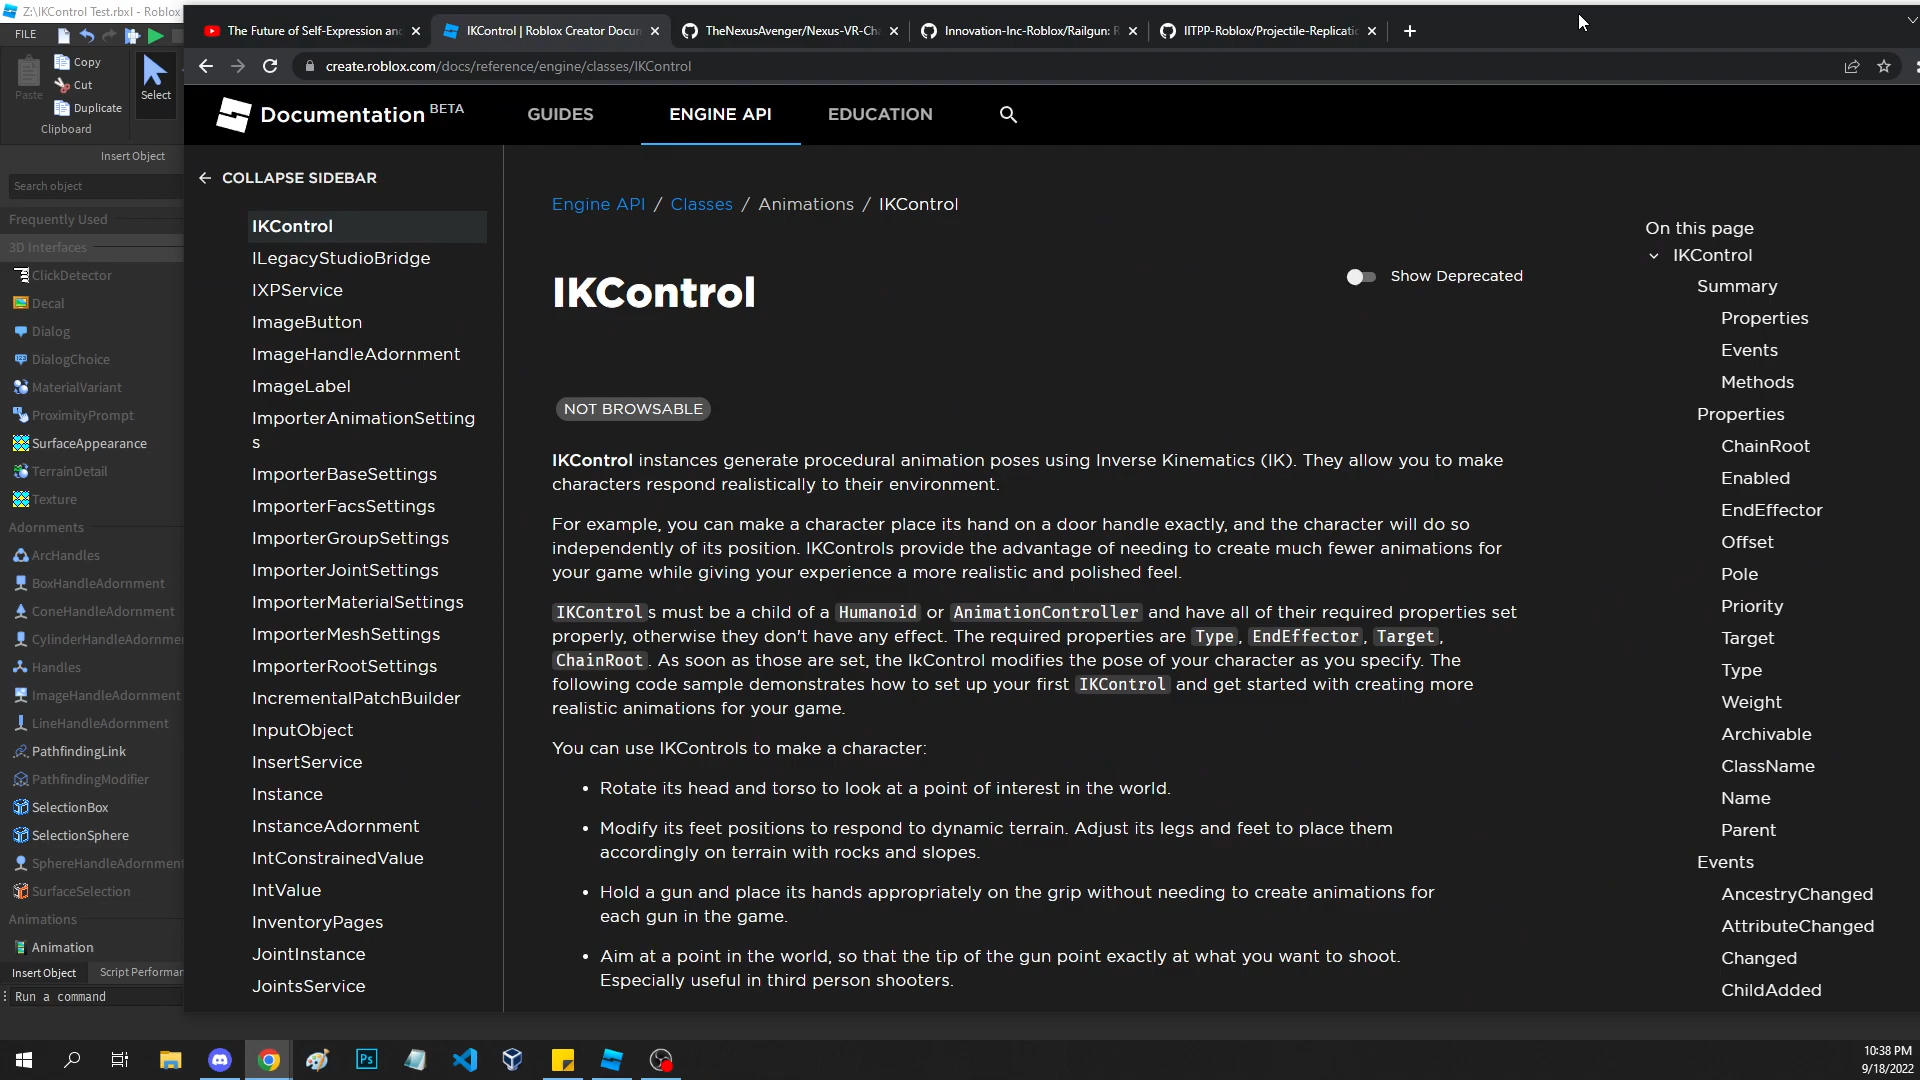 Z:\IKControl Test.rbxl - Roblox
FILE
Copy
Cut
Paste
Duplicate
Select
Clipboard
Insert Object
Search object
Frequently Used
3D Interfaces
ClickDetector
Decal
Dialog
DialogChoice
MaterialVariant
ProximityPrompt
SurfaceAppearance
TerrainDetail
Texture
Adornments
ArcHandles
BoxHandleAdornment
ConeHandleAdornment
CylinderHandleAdornmer
Handles
ImageHandleAdornment
LineHandleAdornment
PathfindingLink
PathfindingModifier
SelectionBox
SelectionSphere
SphereHandleAdornment
SurfaceSelection
Animations
Animation
Insert Object
Script Performar
Run a command
The Future of Self-Expression and
IKControl | Roblox Creator Docum
TheNexusAvenger/Nexus-VR-Cha
Innovation-Inc-Roblox/Railgun: R
IITPP-Roblox/Projectile-Replicatio
create.roblox.com/docs/reference/engine/classes/IKControl
Documentation BETA
GUIDES
ENGINE API
EDUCATION
COLLAPSE SIDEBAR
IKControl
ILegacyStudioBridge
IXPService
ImageButton
ImageHandleAdornment
ImageLabel
ImporterAnimationSetting
s
ImporterBaseSettings
ImporterFacsSettings
ImporterGroupSettings
ImporterJointSettings
ImporterMaterialSettings
ImporterMeshSettings
ImporterRootSettings
IncrementalPatchBuilder
InputObject
InsertService
Instance
InstanceAdornment
IntConstrainedValue
IntValue
InventoryPages
JointInstance
JointsService
Engine API / Classes / Animations / IKControl
IKControl
Show Deprecated
NOT BROWSABLE
IKControl instances generate procedural animation poses using Inverse Kinematics (IK). They allow you to make
characters respond realistically to their environment.
For example, you can make a character place its hand on a door handle exactly, and the character will do so
independently of its position. IKControls provide the advantage of needing to create much fewer animations for
your game while giving your experience a more realistic and polished feel.
IKControls must be a child of a Humanoid or AnimationController and have all of their required properties set
properly, otherwise they don't have any effect. The required properties are Type, EndEffector, Target,
ChainRoot. As soon as those are set, the IkControl modifies the pose of your character as you specify. The
following code sample demonstrates how to set up your first IKControl and get started with creating more
realistic animations for your game.
You can use IKControls to make a character:
• Rotate its head and torso to look at a point of interest in the world.
• Modify its feet positions to respond to dynamic terrain. Adjust its legs and feet to place them
accordingly on terrain with rocks and slopes.
• Hold a gun and place its hands appropriately on the grip without needing to create animations for
each gun in the game.
• Aim at a point in the world, so that the tip of the gun point exactly at what you want to shoot.
Especially useful in third person shooters.
On this page
IKControl
Summary
Properties
Events
Methods
Properties
ChainRoot
Enabled
EndEffector
Offset
Pole
Priority
Target
Type
Weight
Archivable
ClassName
Name
Parent
Events
AncestryChanged
AttributeChanged
Changed
ChildAdded
Ps
10:38 PM
9/18/2022